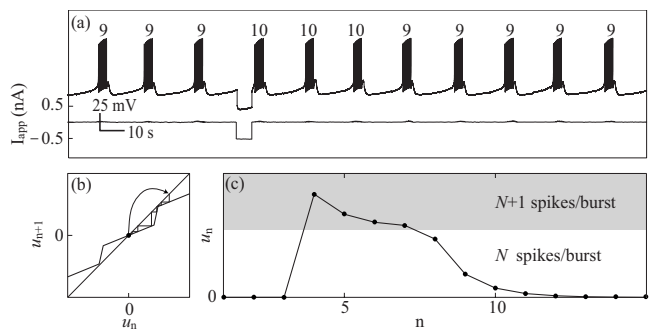 (a)
9 9 9 10 10 10 9 9 9 9 9
I_app (nA)
0.5
25 mV
−0.5
10 s
(b)
u_n+1
0
0
u_n
(c)
N+1 spikes/burst
u_n
N spikes/burst
0
5 10
n